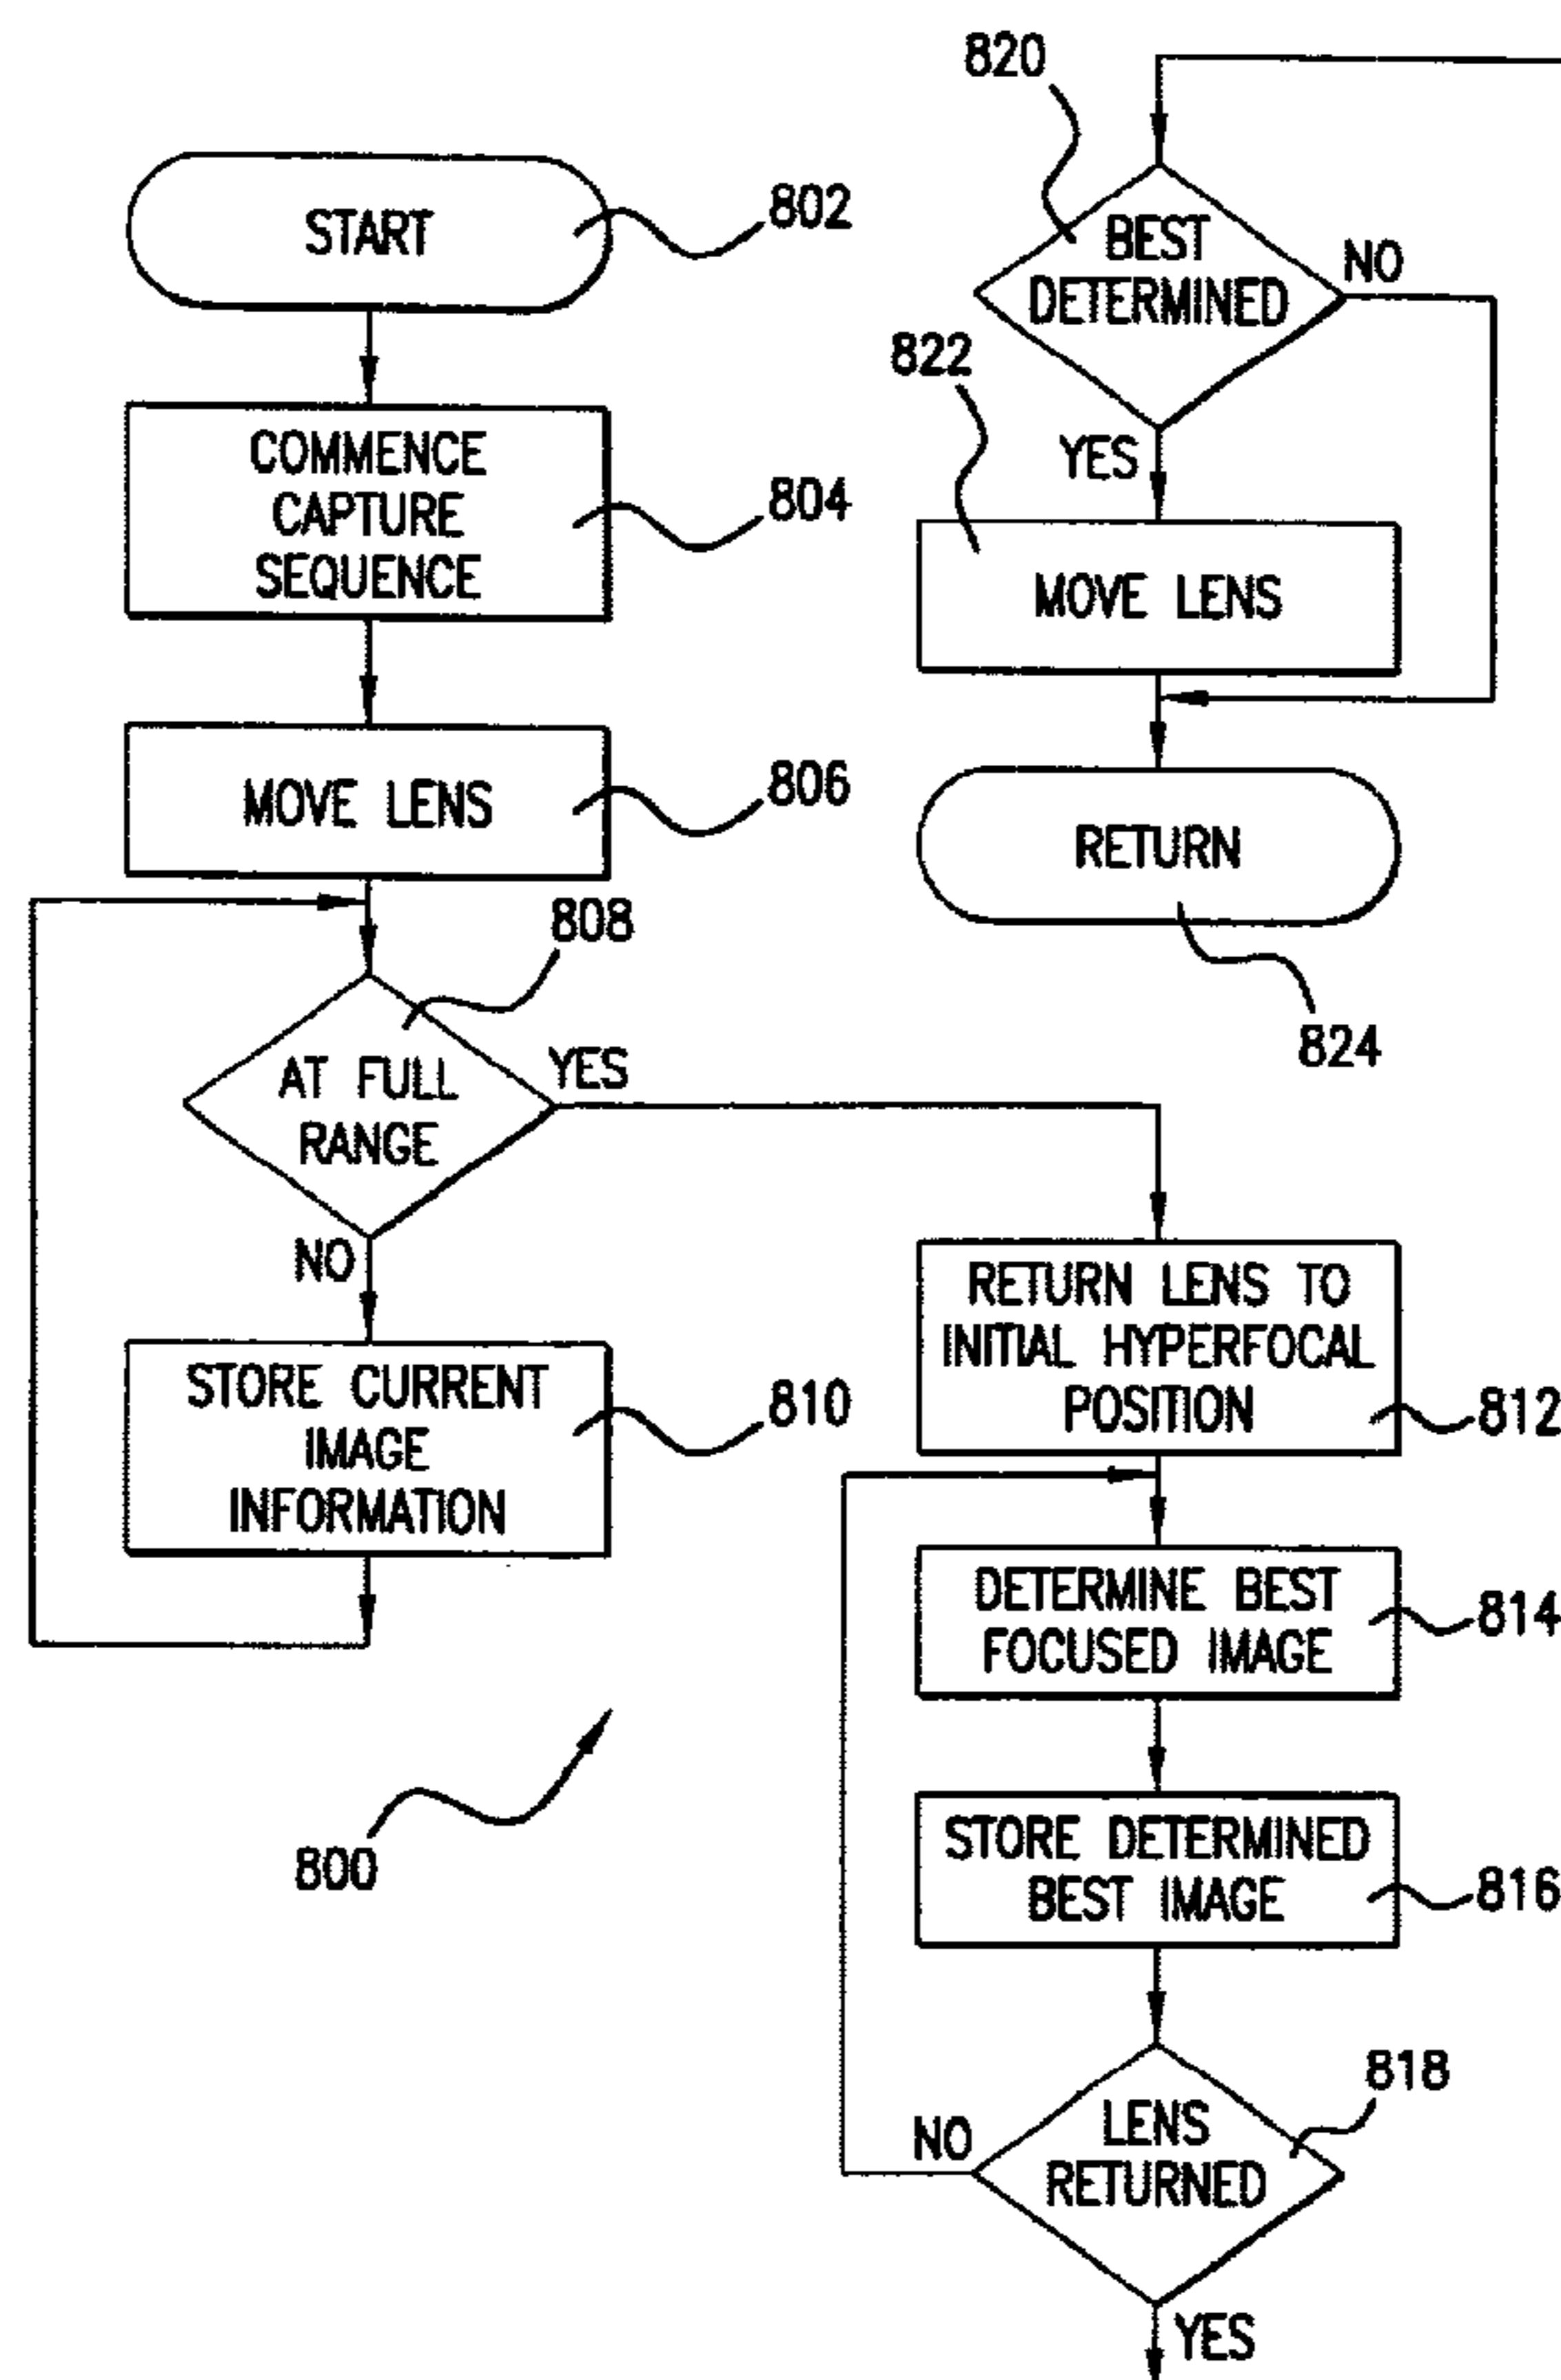 START
802
COMMENCE
CAPTURE
SEQUENCE
804
MOVE LENS
806
808
AT FULL
RANGE
YES
NO
STORE CURRENT
IMAGE
INFORMATION
810
800
RETURN LENS TO
INITIAL HYPERFOCAL
POSITION
812
DETERMINE BEST
FOCUSED IMAGE
814
STORE DETERMINED
BEST IMAGE
816
818
LENS
RETURNED
NO
YES
820
BEST
DETERMINED
NO
YES
822
MOVE LENS
RETURN
824